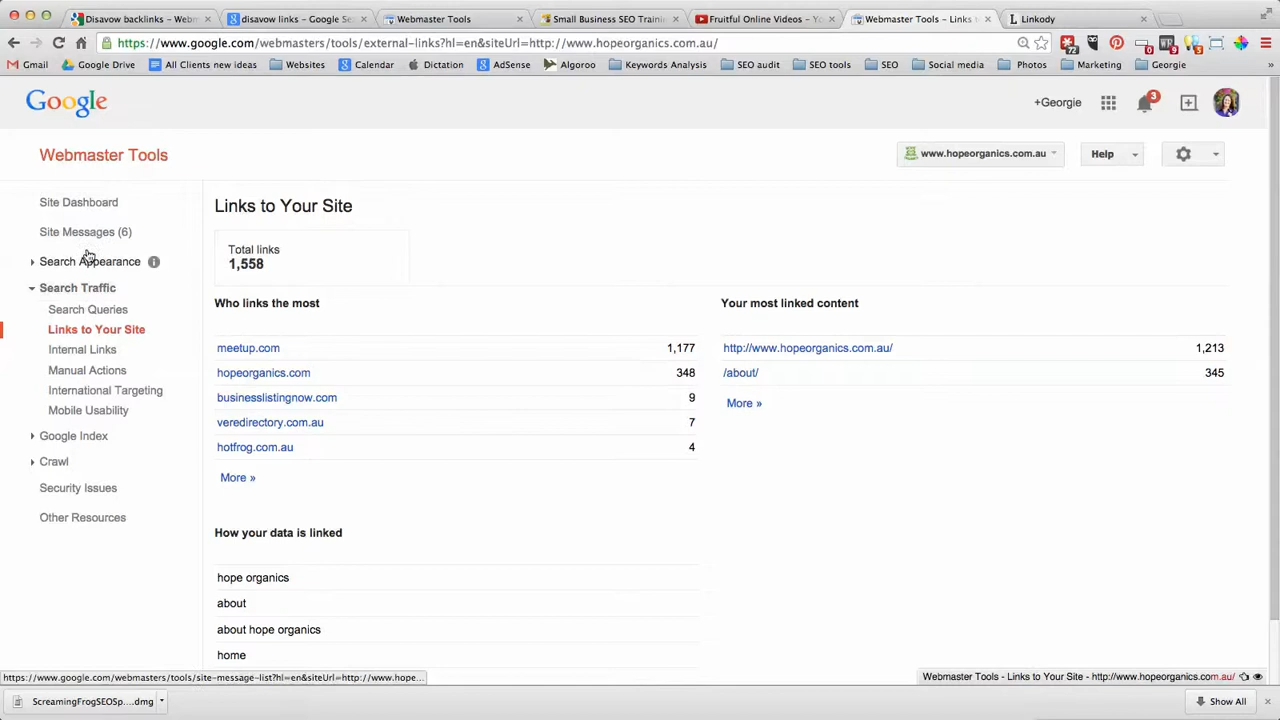 Disavow backlinks - Webm
disavow links - Google Se
Webmaster Tools
Small Business SEO Trainin
Fruitful Online Videos - Yo
Webmaster Tools - Links to
Linkody
https://www.google.com/webmasters/tools/external-links?hl=en&siteUrl=http://www.hopeorganics.com.au/
72
0
9
3
Gmail
Google Drive
All Clients new ideas
Websites
Calendar
Dictation
AdSense
Algoroo
Keywords Analysis
SEO audit
SEO tools
SEO
Social media
Photos
Marketing
Georgie
»
Google
+Georgie
3
Webmaster Tools
www.hopeorganics.com.au
Help
Site Dashboard
Site Messages (6)
Search Appearance
Search Traffic
Search Queries
Links to Your Site
Internal Links
Manual Actions
International Targeting
Mobile Usability
Google Index
Crawl
Security Issues
Other Resources
Links to Your Site
Total links
1,558
Who links the most
meetup.com 1,177
hopeorganics.com 348
businesslistingnow.com 9
veredirectory.com.au 7
hotfrog.com.au 4
More »
Your most linked content
http://www.hopeorganics.com.au/ 1,213
/about/ 345
More »
How your data is linked
hope organics
about
about hope organics
home
https://www.google.com/webmasters/tools/site-message-list?hl=en&siteUrl=http://www.hope...
Webmaster Tools - Links to Your Site - http://www.hopeorganics.com.au/
ScreamingFrogSEOSp....dmg
Show All